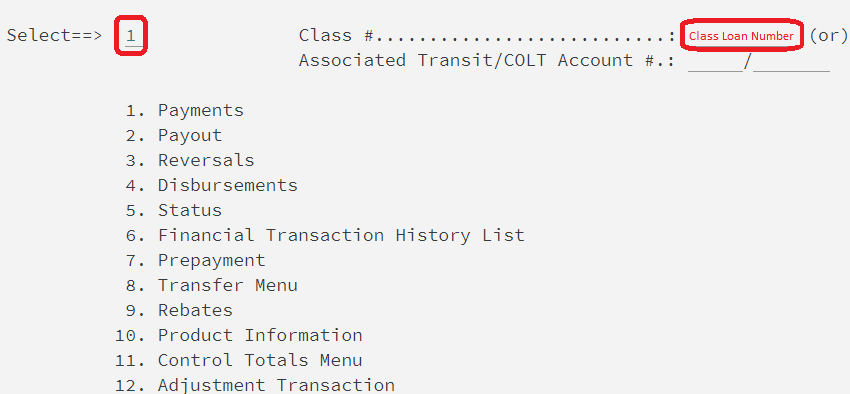 Select==> 1 Class #...........................: Class Loan Number (or)
Associated Transit/COLT Account #.: _____/_______
1. Payments
2. Payout
3. Reversals
4. Disbursements
5. Status
6. Financial Transaction History List
7. Prepayment
8. Transfer Menu
9. Rebates
10. Product Information
11. Control Totals Menu
12. Adjustment Transaction